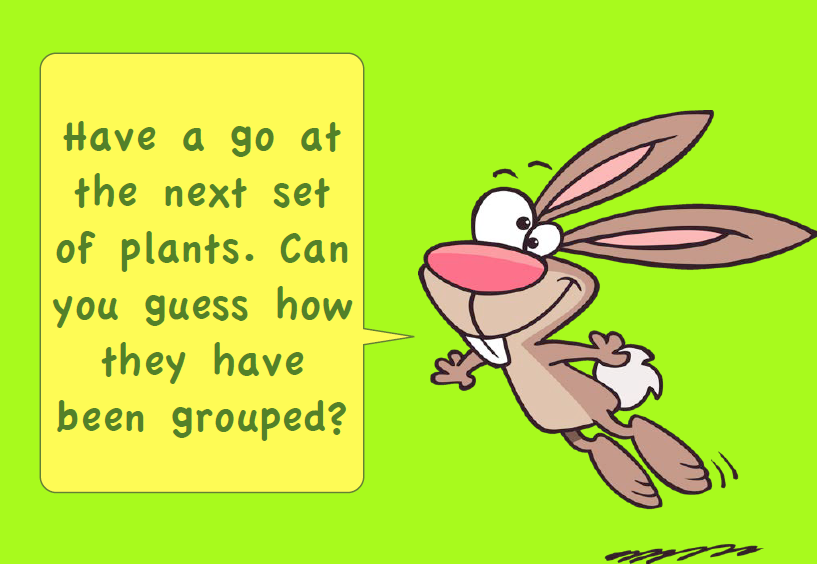 Have a go at
the next set
of plants. Can
you guess how
they have
been grouped?